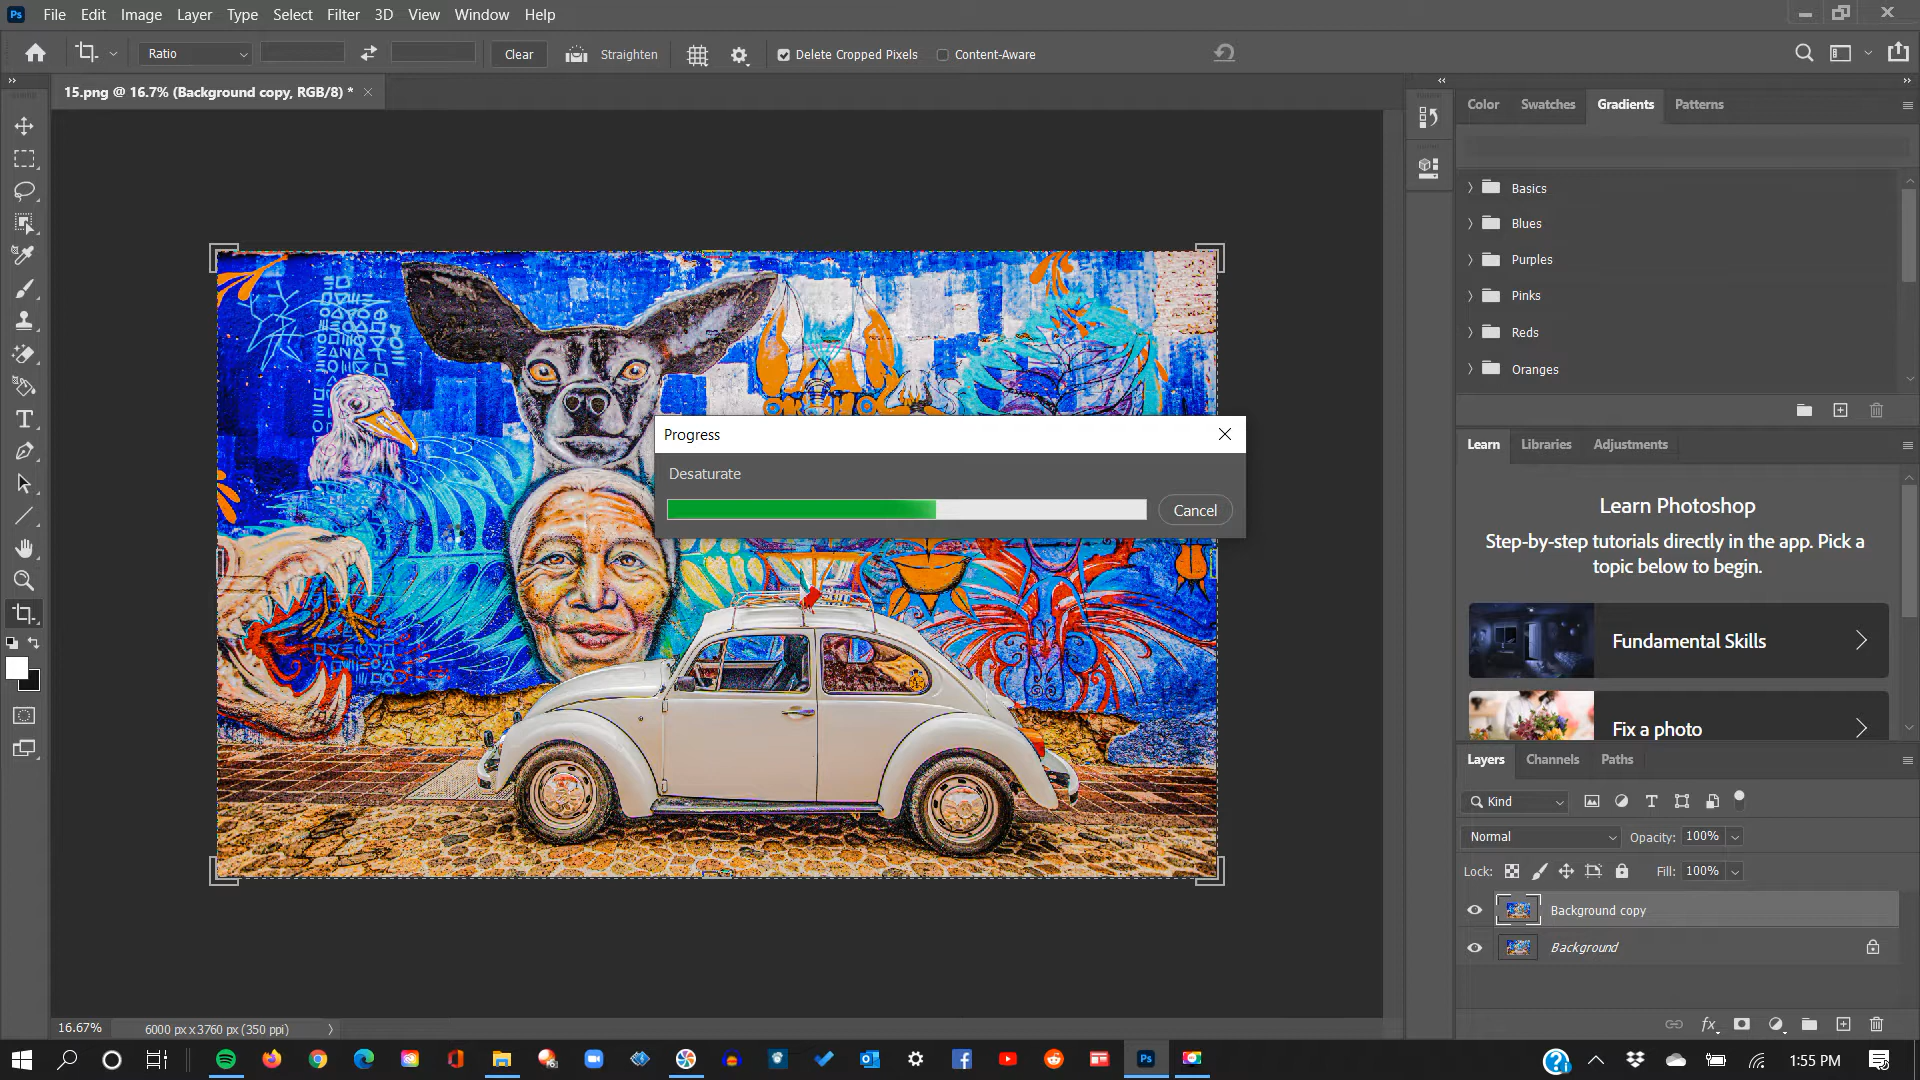 Ps File Edit Image Layer Type Select Filter 3D View Window Help
Ratio Clear Straighten Delete Cropped Pixels Content-Aware
15.png @ 16.7% (Background copy, RGB/8) *
Color Swatches Gradients Patterns
Basics
Blues
Purples
Pinks
Reds
Oranges
Progress
Desaturate
Cancel
Learn Libraries Adjustments
Learn Photoshop
Step-by-step tutorials directly in the app. Pick a
topic below to begin.
Fundamental Skills
Fix a photo
Layers Channels Paths
Kind
Normal Opacity: 100%
Lock: Fill: 100%
Background copy
Background
16.67% 6000 px x 3760 px (350 ppi)
Ps 1:55 PM